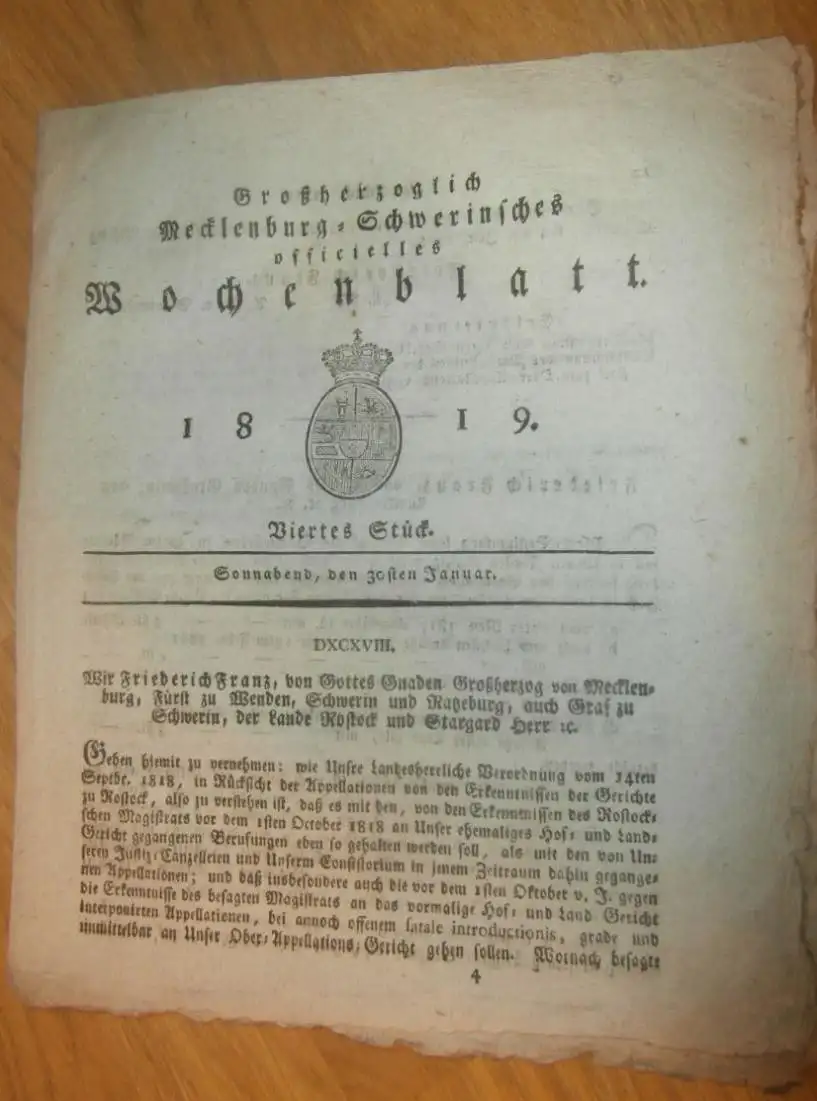 Großherzoglich
Mecklenburg-Schwerinsches
officielles
Wochenblatt.
1819.
Viertes Stück.
Sonnabend, den 30sten Januar.
DXCXVIII.
Wir Friederich Franz, von Gottes Gnaden Großherzog von Mecklen-
burg, Fürst zu Wenden, Schwerin und Ratzeburg, auch Graf zu
Schwerin, der Lande Rostock und Stargard Herr ꝛc.
Geben hiemit zu vernehmen: wie Unsre Landesherrliche Verordnung vom 14ten
Septbr. 1818, in Rücksicht der Appellationen von den Erkenntnissen der Gerichte
zu Rostock, also zu verstehen ist, daß es mit den, von den Erkenntnissen des Rostock-
schen Magistrats vor dem 1sten October 1818 an Unser ehemaliges Hof- und Land-
Gericht gegangenen Berufungen eben so gehalten werden soll, als mit den von Un-
seren Justiz-Canzelleien und Unserm Consistorium in jenem Zeitraum dahin gegange-
nen Appellationen; und daß insbesondere auch die vor dem 1sten Oktober v. J. gegen
die Erkenntnisse des besagten Magistrats an das vormalige Hof- und Land Gericht
interponirten Appellationen, bei annoch offenem fatale introductionis, grade und
unmittelbar an Unser Ober-Appellations-Gericht gehen sollen. Wornach besagte
4